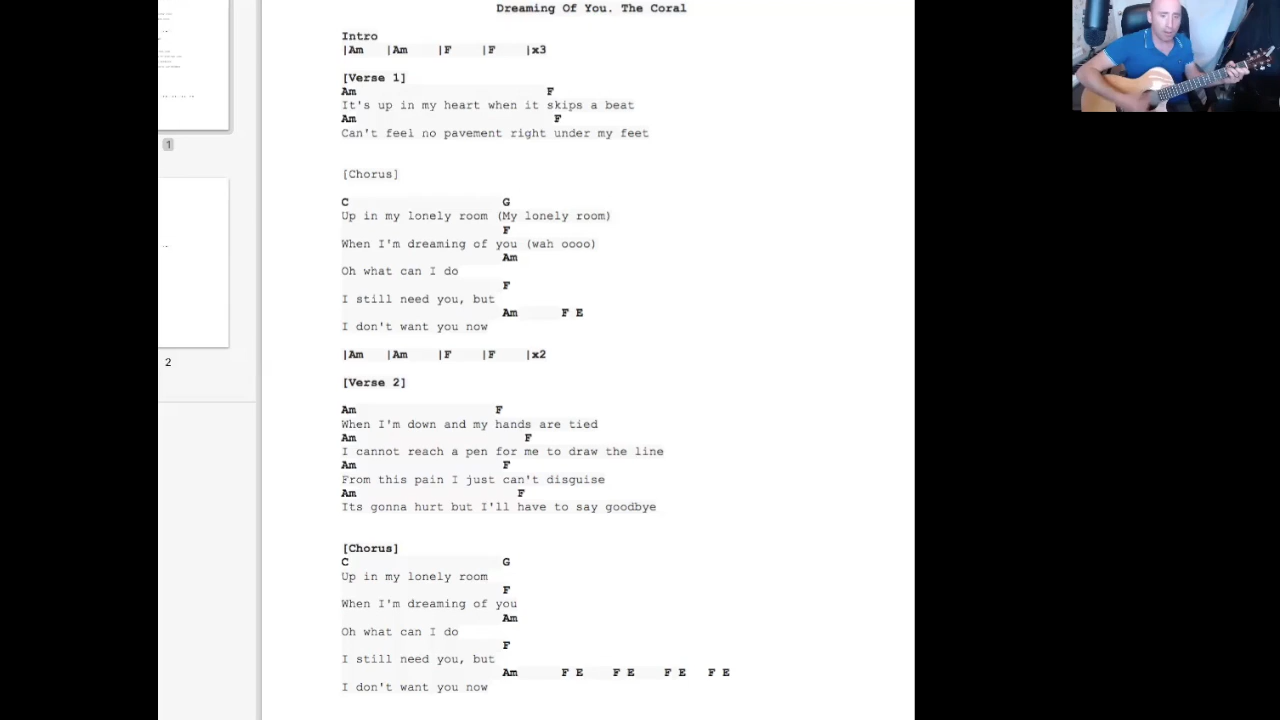 Dreaming Of You. The Coral
Intro
|Am |Am |F |F |x3
[Verse 1]
Am F
It's up in my heart when it skips a beat
Am F
Can't feel no pavement right under my feet
[Chorus]
C G
Up in my lonely room (My lonely room)
F
When I'm dreaming of you (wah oooo)
Am
Oh what can I do
F
I still need you, but
Am F E
I don't want you now
|Am |Am |F |F |x2
[Verse 2]
Am F
When I'm down and my hands are tied
Am F
I cannot reach a pen for me to draw the line
Am F
From this pain I just can't disguise
Am F
Its gonna hurt but I'll have to say goodbye
[Chorus]
C G
Up in my lonely room
F
When I'm dreaming of you
Am
Oh what can I do
F
I still need you, but
Am F E F E F E F E
I don't want you now
1
2